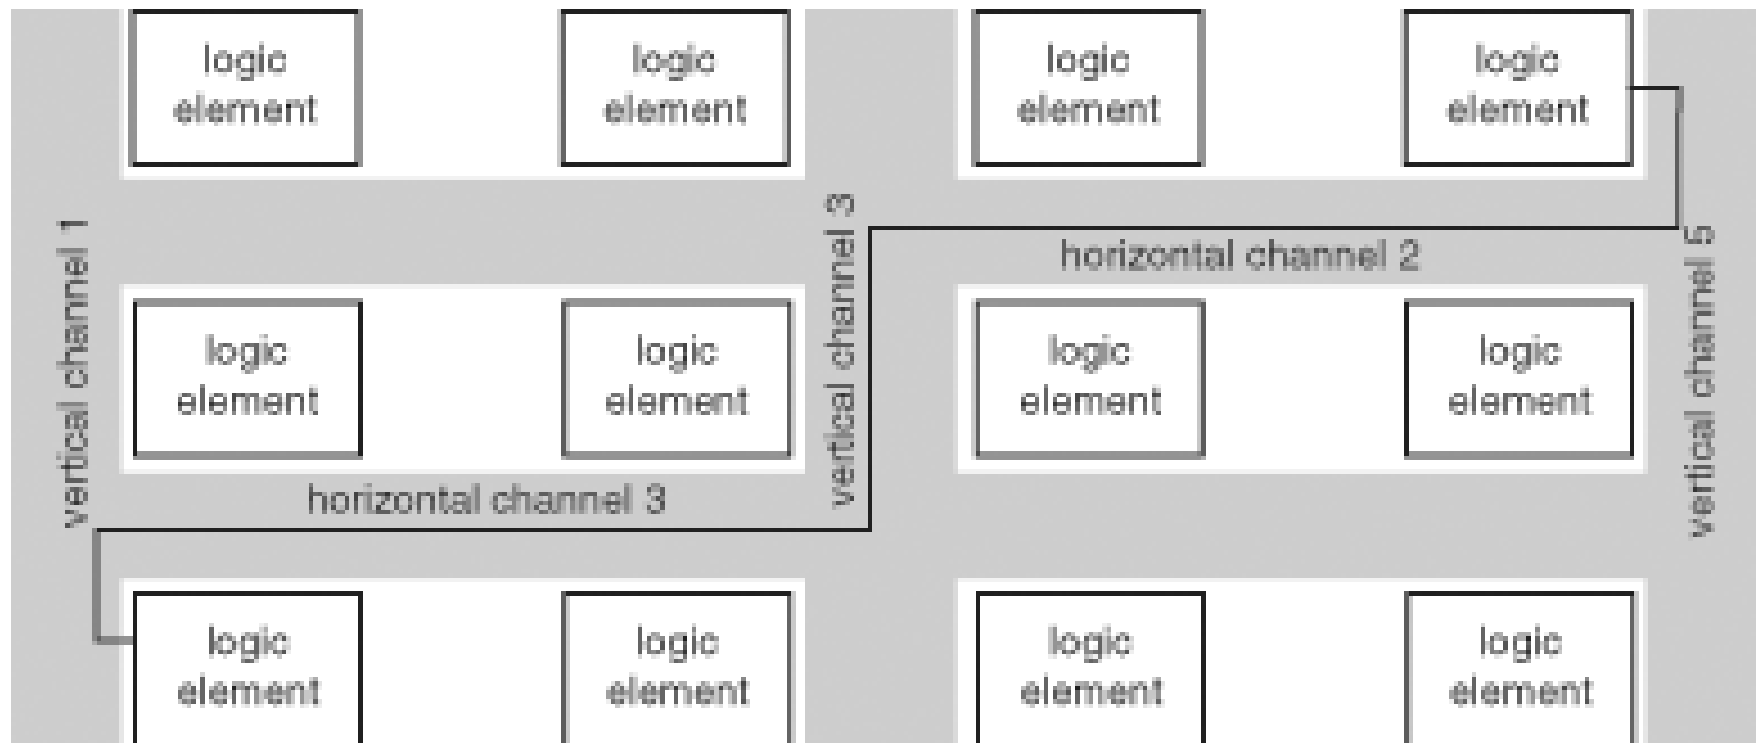 logic
element
logic
element
logic
element
logic
element
vertical channel 1
vertical channel 3
horizontal channel 2
vertical channel 5
logic
element
logic
element
logic
element
logic
element
horizontal channel 3
logic
element
logic
element
logic
element
logic
element